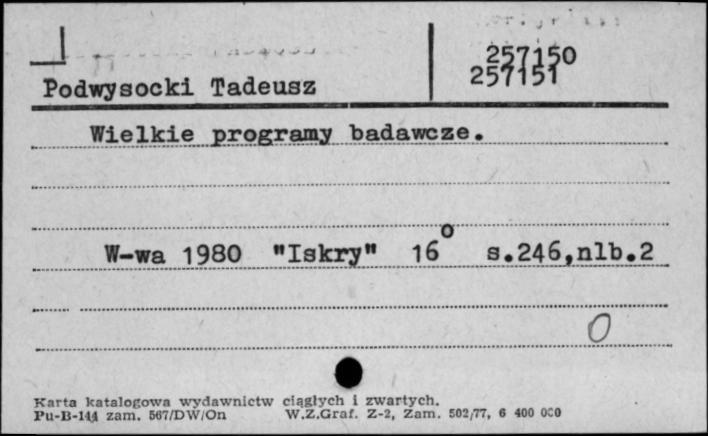 257150
257151
Podwysocki Tadeusz
Wielkie programy badawcze.
W-wa 1980 "Iskry" 16° s.246,nlb.2
0
Karta katalogowa wydawnictw ciągłych i zwartych.
Pu-B-144 zam. 567/DW/On W.Z.Graf. Z-2, Zam. 502/77, 6 400 000